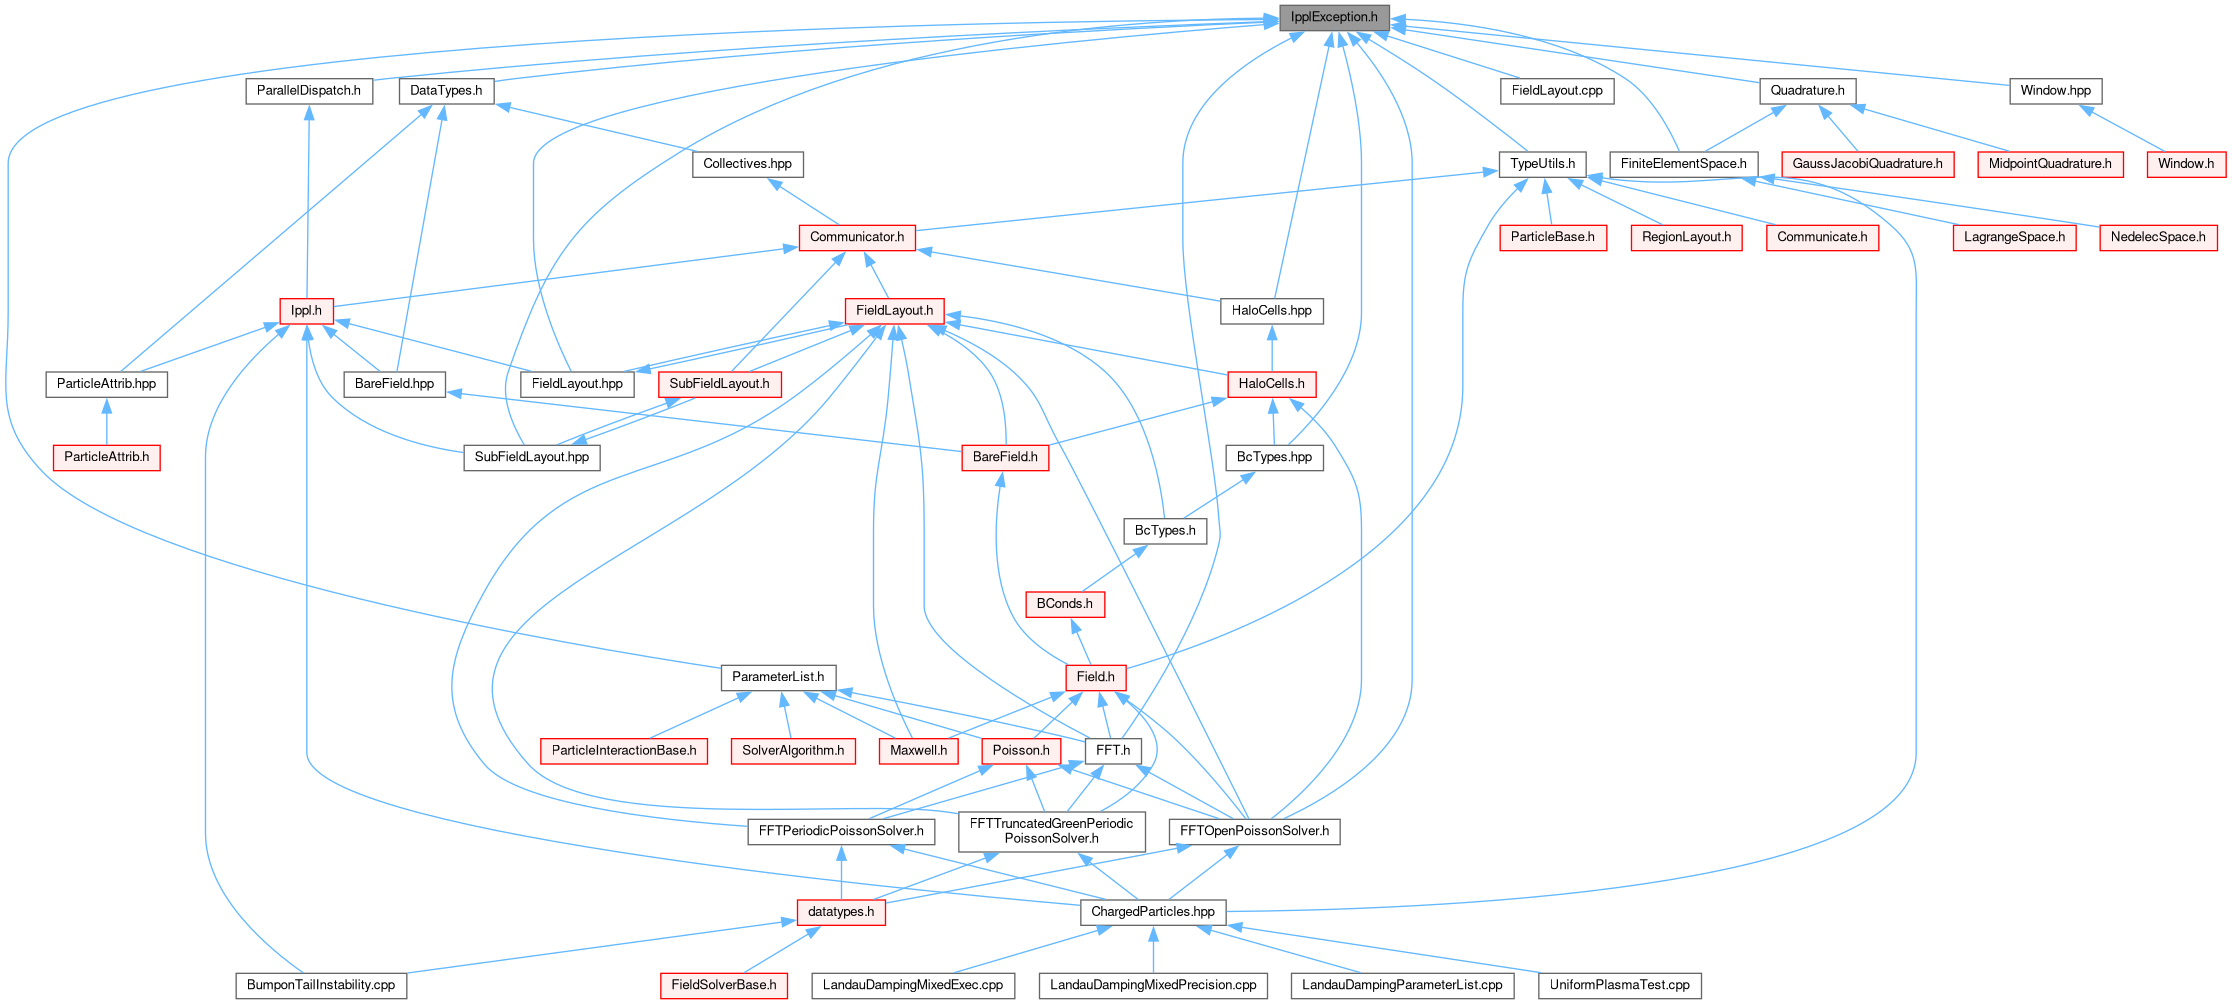 IpplException.h
ParallelDispatch.h
DataTypes.h
FieldLayout.cpp
Quadrature.h
Window.hpp
Collectives.hpp
TypeUtils.h
FiniteElementSpace.h
GaussJacobiQuadrature.h
MidpointQuadrature.h
Window.h
Communicator.h
ParticleBase.h
RegionLayout.h
Communicate.h
LagrangeSpace.h
NedelecSpace.h
Ippl.h
FieldLayout.h
HaloCells.hpp
ParticleAttrib.hpp
BareField.hpp
FieldLayout.hpp
SubFieldLayout.h
HaloCells.h
ParticleAttrib.h
SubFieldLayout.hpp
BareField.h
BcTypes.hpp
BcTypes.h
BConds.h
ParameterList.h
Field.h
ParticleInteractionBase.h
SolverAlgorithm.h
Maxwell.h
Poisson.h
FFT.h
FFTPeriodicPoissonSolver.h
FFTTruncatedGreenPeriodic
PoissonSolver.h
FFTOpenPoissonSolver.h
datatypes.h
ChargedParticles.hpp
BumponTailInstability.cpp
FieldSolverBase.h
LandauDampingMixedExec.cpp
LandauDampingMixedPrecision.cpp
LandauDampingParameterList.cpp
UniformPlasmaTest.cpp